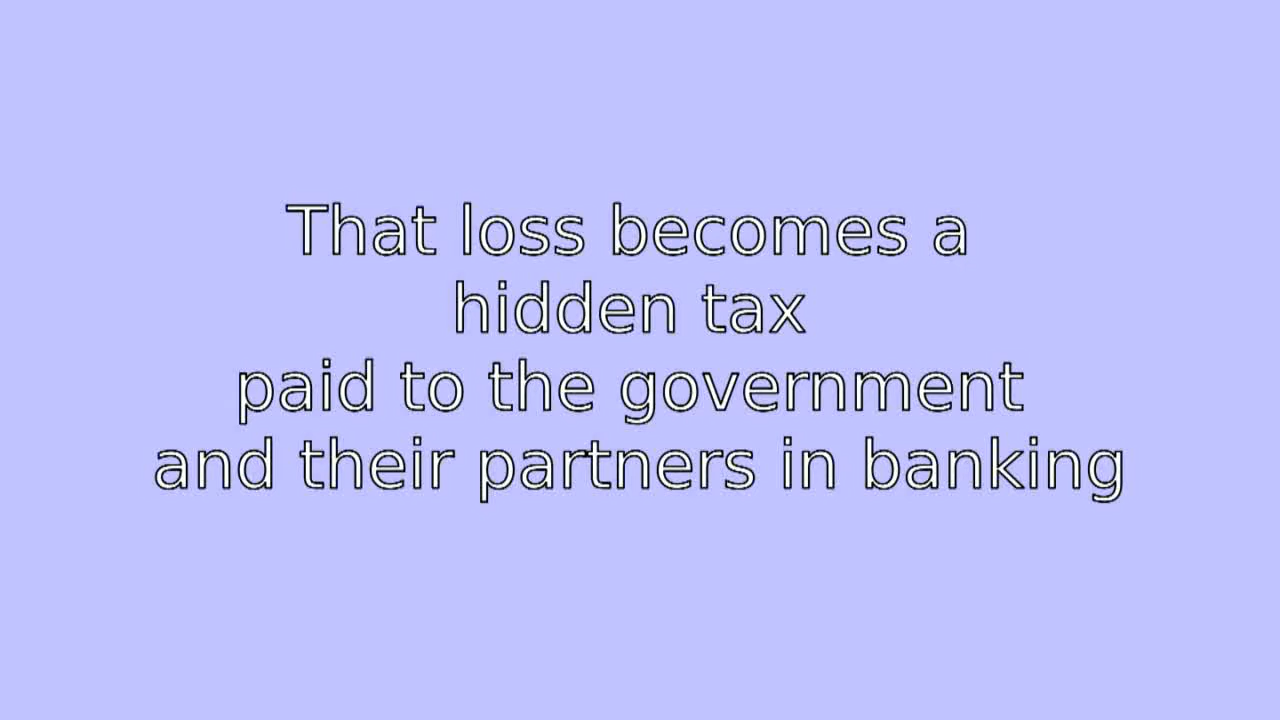 That loss becomes a
hidden tax
paid to the government
and their partners in banking